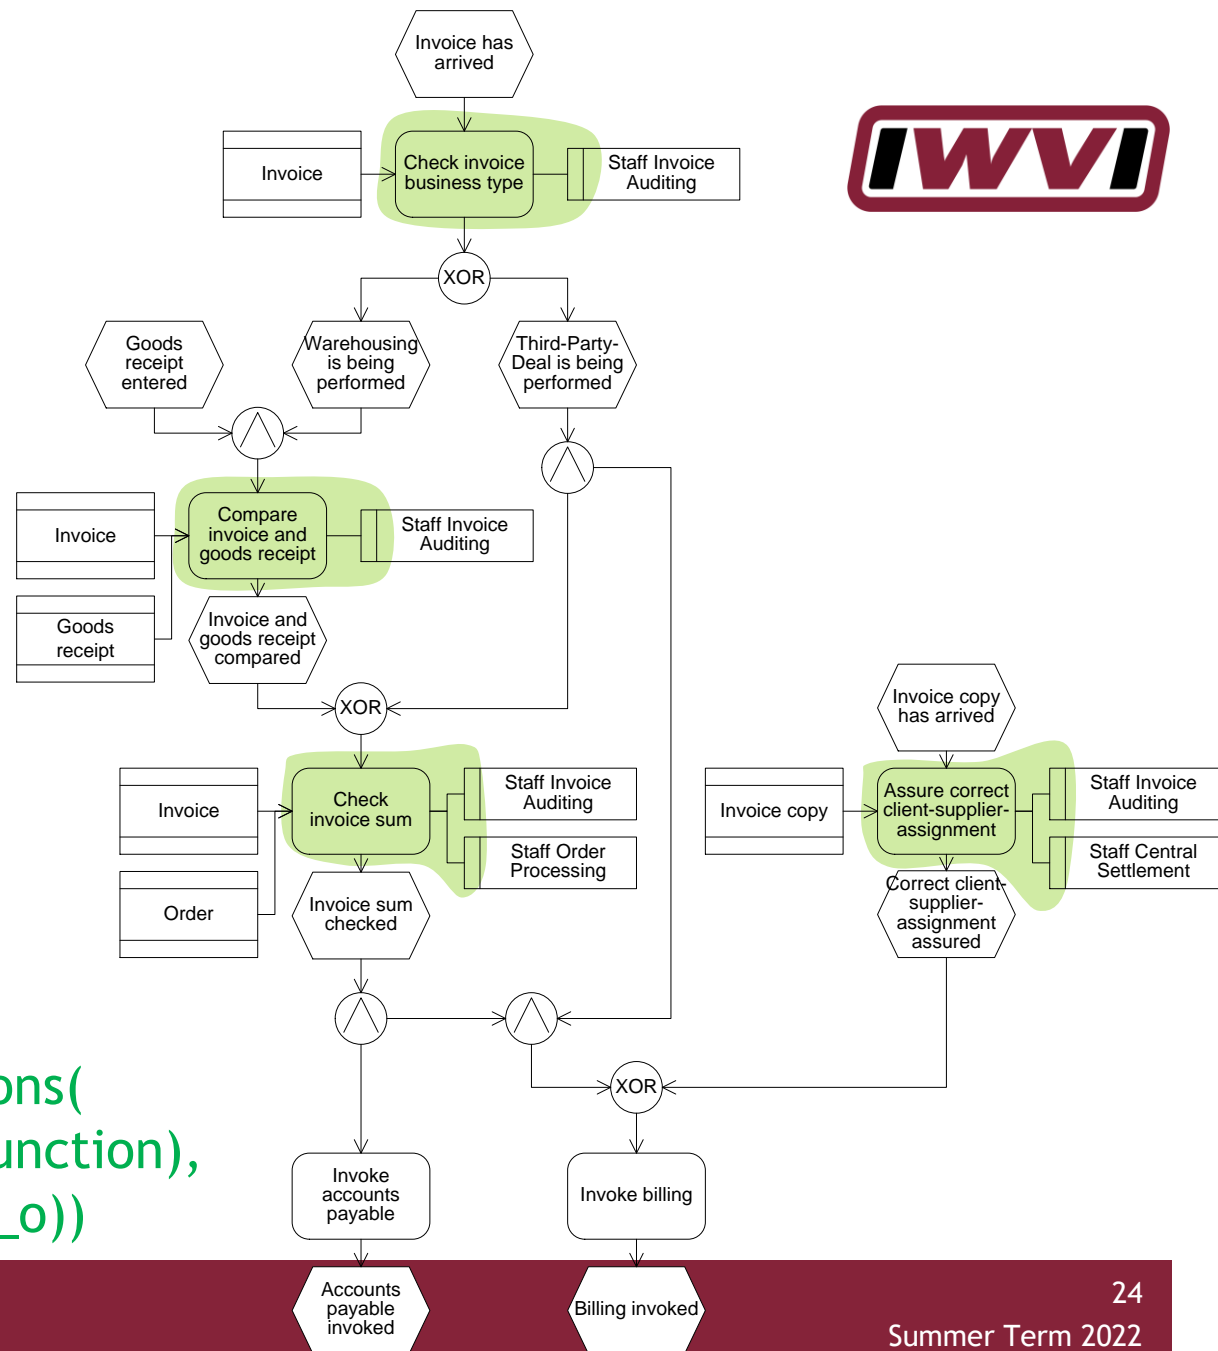 Invoice has
arrived
IWVI
Invoice
Check invoice
business type
Staff Invoice
Auditing
XOR
Goods
receipt
entered
Warehousing
is being
performed
Third-Party-
Deal is being
performed
Invoice
Compare
invoice and
goods receipt
Staff Invoice
Auditing
Goods
receipt
Invoice and
goods receipt
compared
XOR
Invoice copy
has arrived
Invoice
Check
invoice sum
Staff Invoice
Auditing
Staff Order
Processing
Order
Invoice sum
checked
Invoice copy
Assure correct
client-supplier-
assignment
Staff Invoice
Auditing
Staff Central
Settlement
Correct client-
supplier-
assignment
assured
XOR
ons(
unction),
_o))
Invoke
accounts
payable
Invoke billing
Accounts
payable
invoked
Billing invoked
24
Summer Term 2022